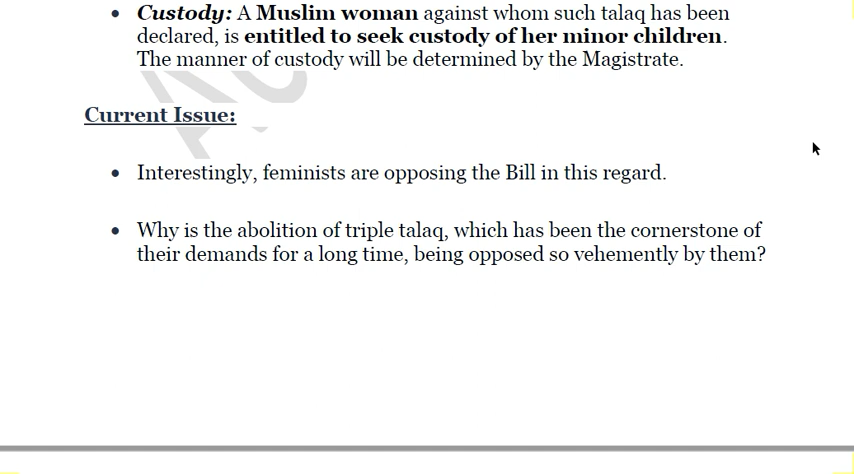 • Custody: A Muslim woman against whom such talaq has been
declared, is entitled to seek custody of her minor children.
The manner of custody will be determined by the Magistrate.
Current Issue:
• Interestingly, feminists are opposing the Bill in this regard.
• Why is the abolition of triple talaq, which has been the cornerstone of
their demands for a long time, being opposed so vehemently by them?